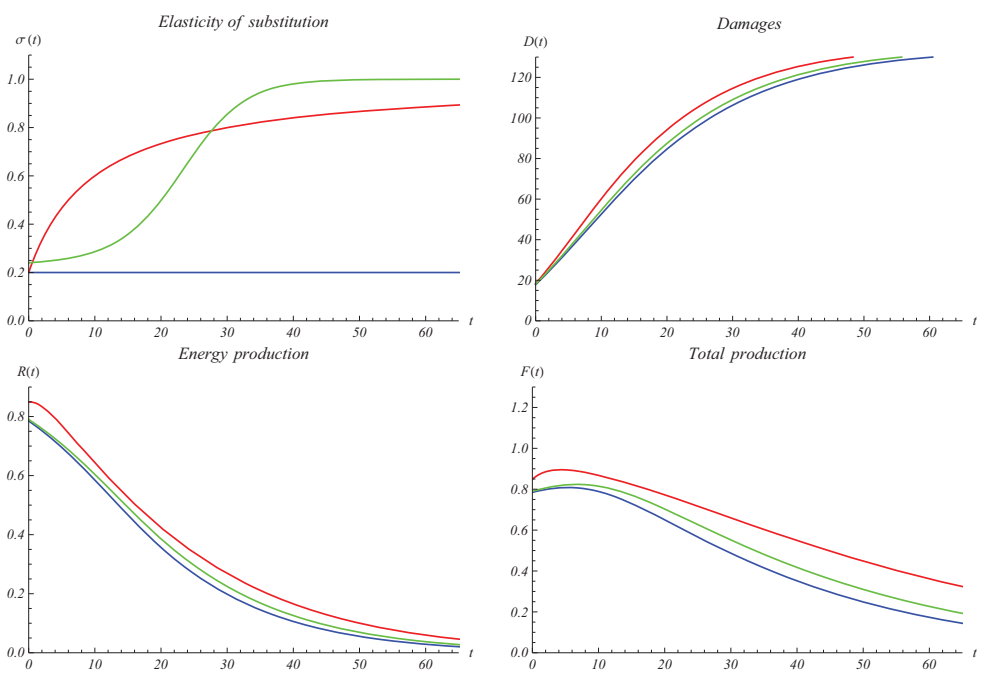 Elasticity of substitution
σ (t)
1.0
0.8
0.6
0.4
0.2
0.0
0 10 20 30 40 50 60 t
Damages
D(t)
120
100
80
60
40
20
0
0 10 20 30 40 50 60 t
Energy production
R(t)
0.8
0.6
0.4
0.2
0.0
0 10 20 30 40 50 60 t
Total production
F(t)
1.2
1.0
0.8
0.6
0.4
0.2
0.0
0 10 20 30 40 50 60 t